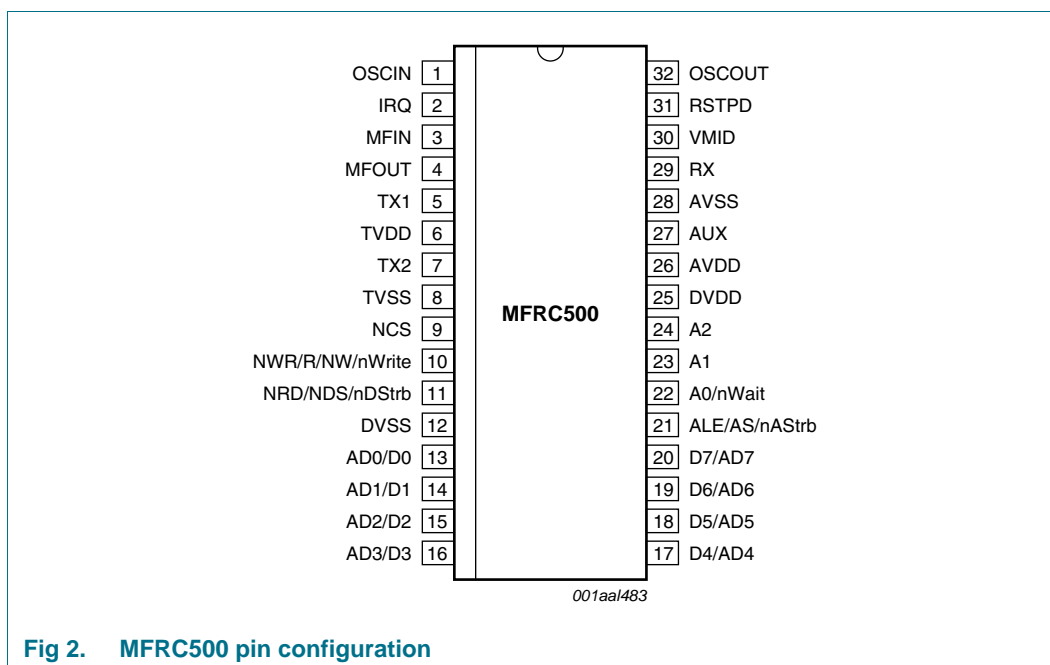 OSCIN 1 32 OSCOUT
IRQ 2 31 RSTPD
MFIN 3 30 VMID
MFOUT 4 29 RX
TX1 5 28 AVSS
TVDD 6 27 AUX
TX2 7 26 AVDD
TVSS 8 25 DVDD
MFRC500
NCS 9 24 A2
NWR/R/NW/nWrite 10 23 A1
NRD/NDS/nDStrb 11 22 A0/nWait
DVSS 12 21 ALE/AS/nAStrb
AD0/D0 13 20 D7/AD7
AD1/D1 14 19 D6/AD6
AD2/D2 15 18 D5/AD5
AD3/D3 16 17 D4/AD4
001aal483
Fig 2. MFRC500 pin configuration